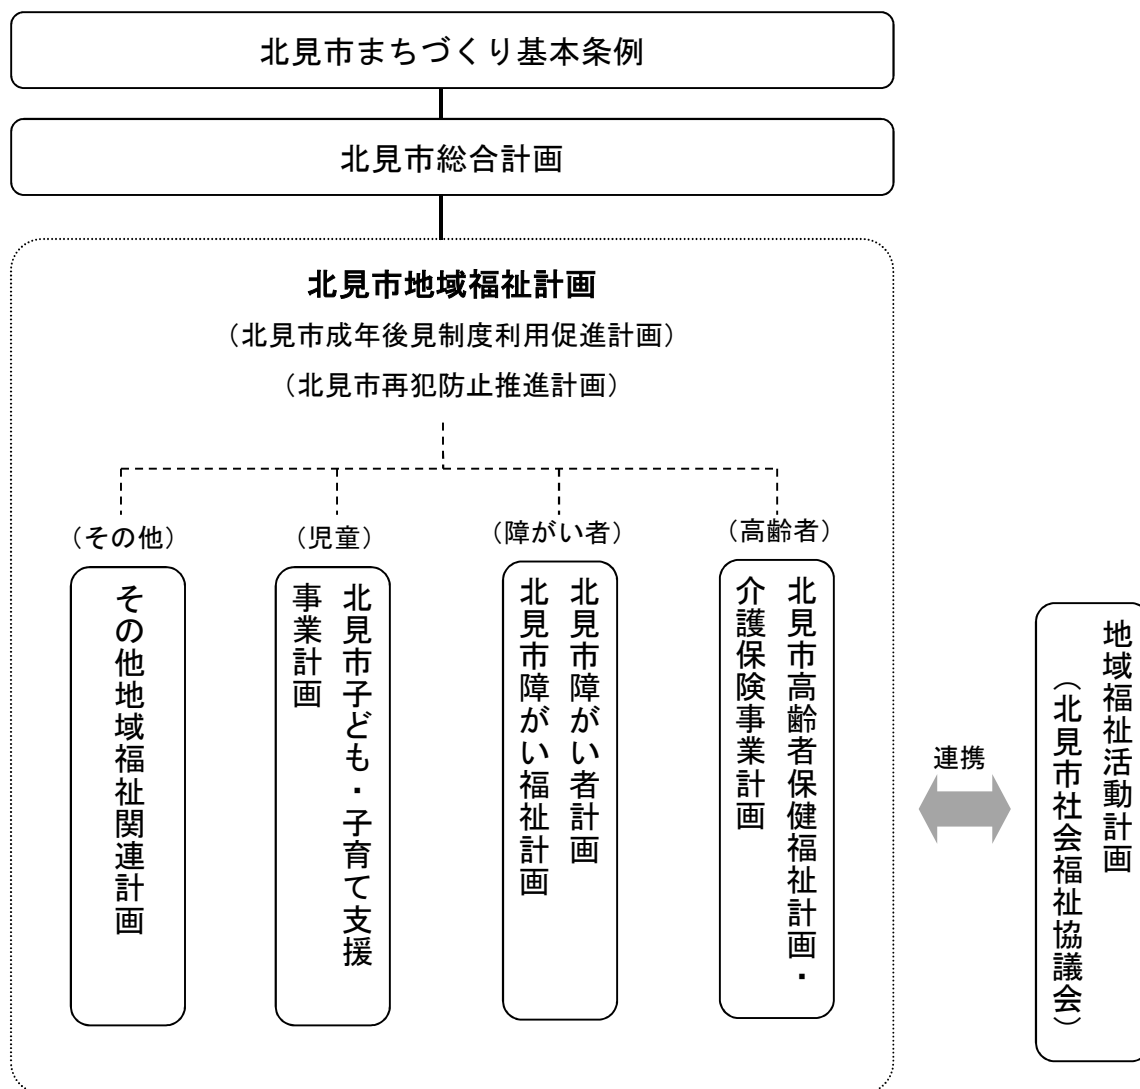 北見市まちづくり基本条例
北見市総合計画
北見市地域福祉計画
（北見市成年後見制度利用促進計画）
（北見市再犯防止推進計画）
（その他）
（児童）
（障がい者）
（高齢者）
その他地域福祉関連計画
北見市子ども・子育て支援
事業計画
北見市障がい者計画
北見市障がい福祉計画
北見市高齢者保健福祉計画・
介護保険事業計画
連携
地域福祉活動計画
（北見市社会福祉協議会）